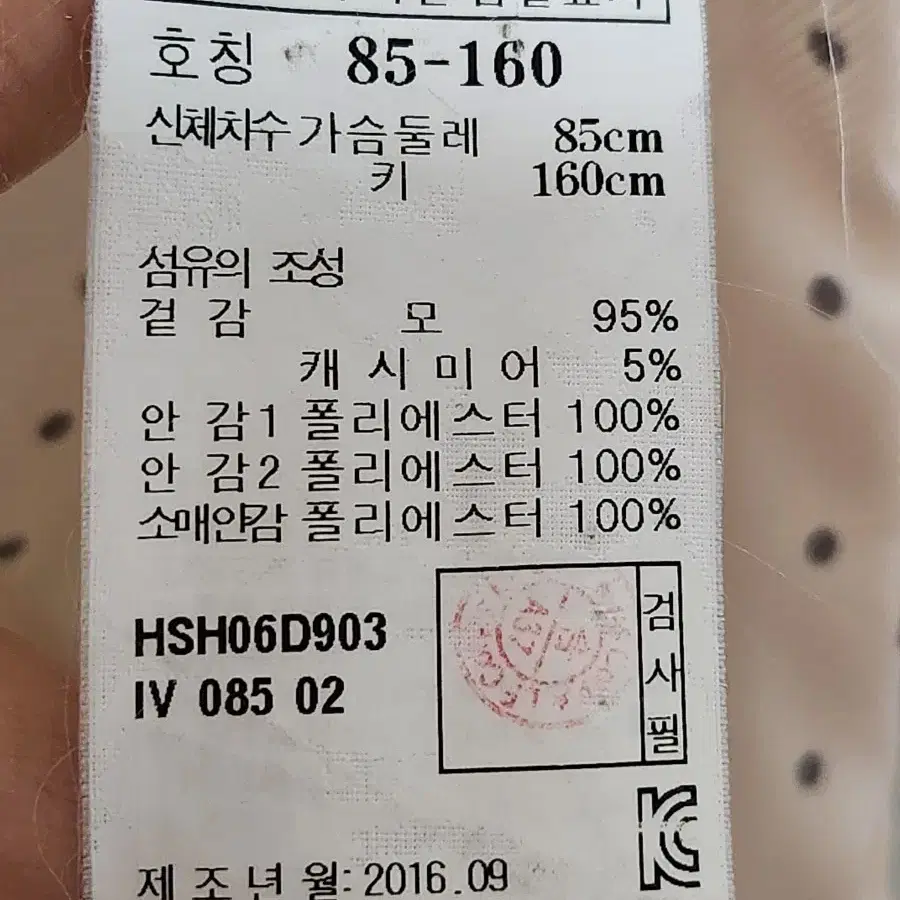 호칭 85-160
신체치수 가슴둘레 85cm
키 160cm
섬유의 조성
겉 감 모 95%
캐 시 미 어 5%
안 감1 폴리에스터 100%
안 감2 폴리에스터 100%
소매안감 폴리에스터 100%
HSH06D903
IV 085 02
검사필
제 조 년 월: 2016.09